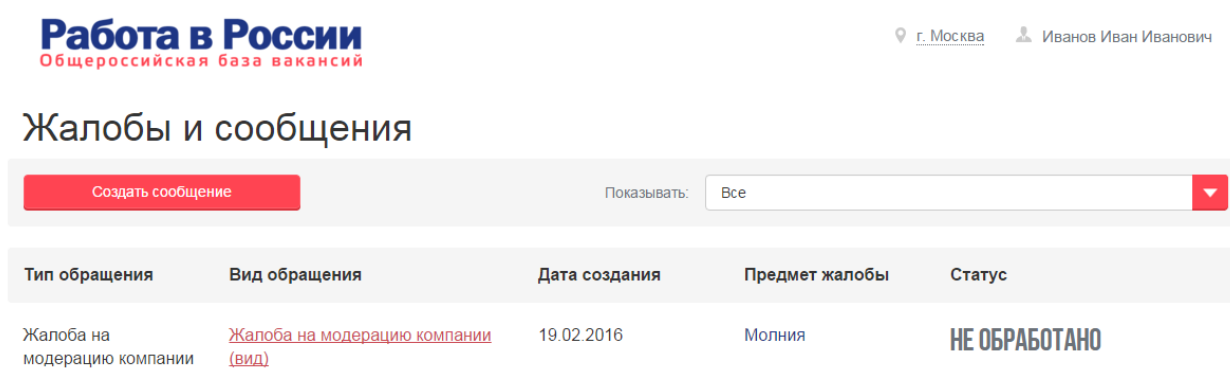 Работа в России
Общероссийская база вакансий
г. Москва Иванов Иван Иванович
Жалобы и сообщения
Создать сообщение Показывать: Все
Тип обращения Вид обращения Дата создания Предмет жалобы Статус
Жалоба на Жалоба на модерацию компании 19.02.2016 Молния НЕ ОБРАБОТАНО
модерацию компании (вид)